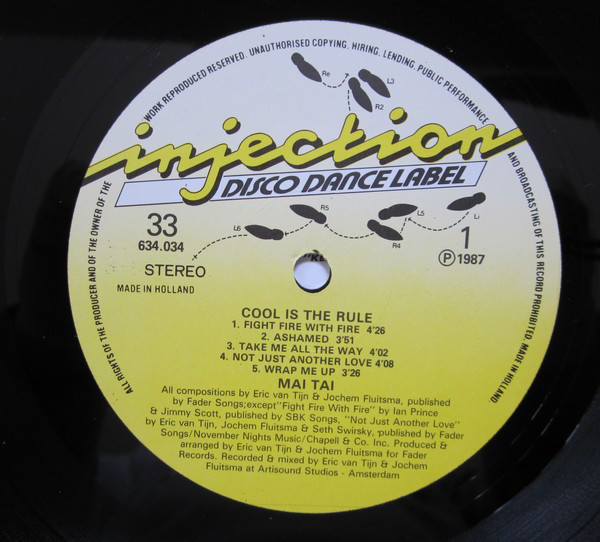 WORK REPRODUCED RESERVED. UNAUTHORISED COPYING, HIRING, LENDING, PUBLIC PERFORMANCE
AND BROADCASTING OF THIS RECORD PROHIBITED. MADE IN HOLLAND
ALL RIGHTS OF THE PRODUCER AND OF THE OWNER OF THE
Re
L3
R2
injection
DISCO DANCE LABEL
R5
L5
Li
L6
R4
33
634.034
1
STEREO
Ⓟ 1987
MADE IN HOLLAND
COOL IS THE RULE
1. FIGHT FIRE WITH FIRE 4'26
2. ASHAMED 3'51
3. TAKE ME ALL THE WAY 4'02
4. NOT JUST ANOTHER LOVE 4'08
5. WRAP ME UP 3'26
MAI TAI
All compositions by Eric van Tijn & Jochem Fluitsma, published
by Fader Songs;except"Fight Fire With Fire" by Ian Prince
& Jimmy Scott, published by SBK Songs, "Not Just Another Love"
by Eric van Tijn, Jochem Fluitsma & Seth Swirsky, published by Fader
Songs/November Nights Music/Chapell & Co. Inc. Produced &
arranged by Eric van Tijn & Jochem Fluitsma for Fader
Records. Recorded & mixed by Eric van Tijn & Jochem
Fluitsma at Artisound Studios - Amsterdam